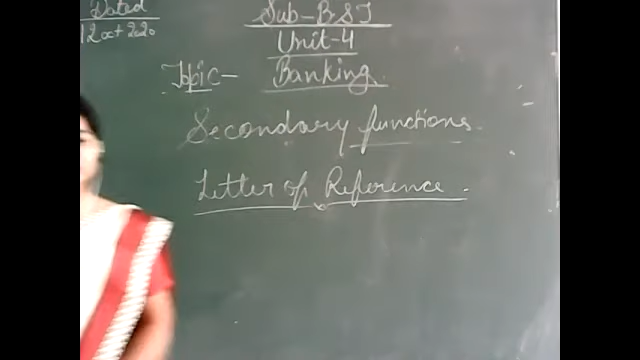 Dated
12 Oct 2020
Sub-BST
Unit-4
Topic- Banking.
Secondary functions.
Letter of Reference.